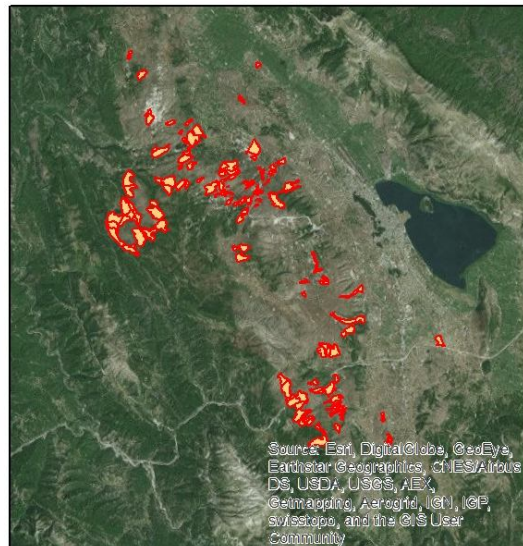 Source: Esri, DigitalGlobe, GeoEye,
Earthstar Geographics, CNES/Airbus
DS, USDA, USGS, AEX,
Getmapping, Aerogrid, IGN, IGP,
swisstopo, and the GIS User
Community